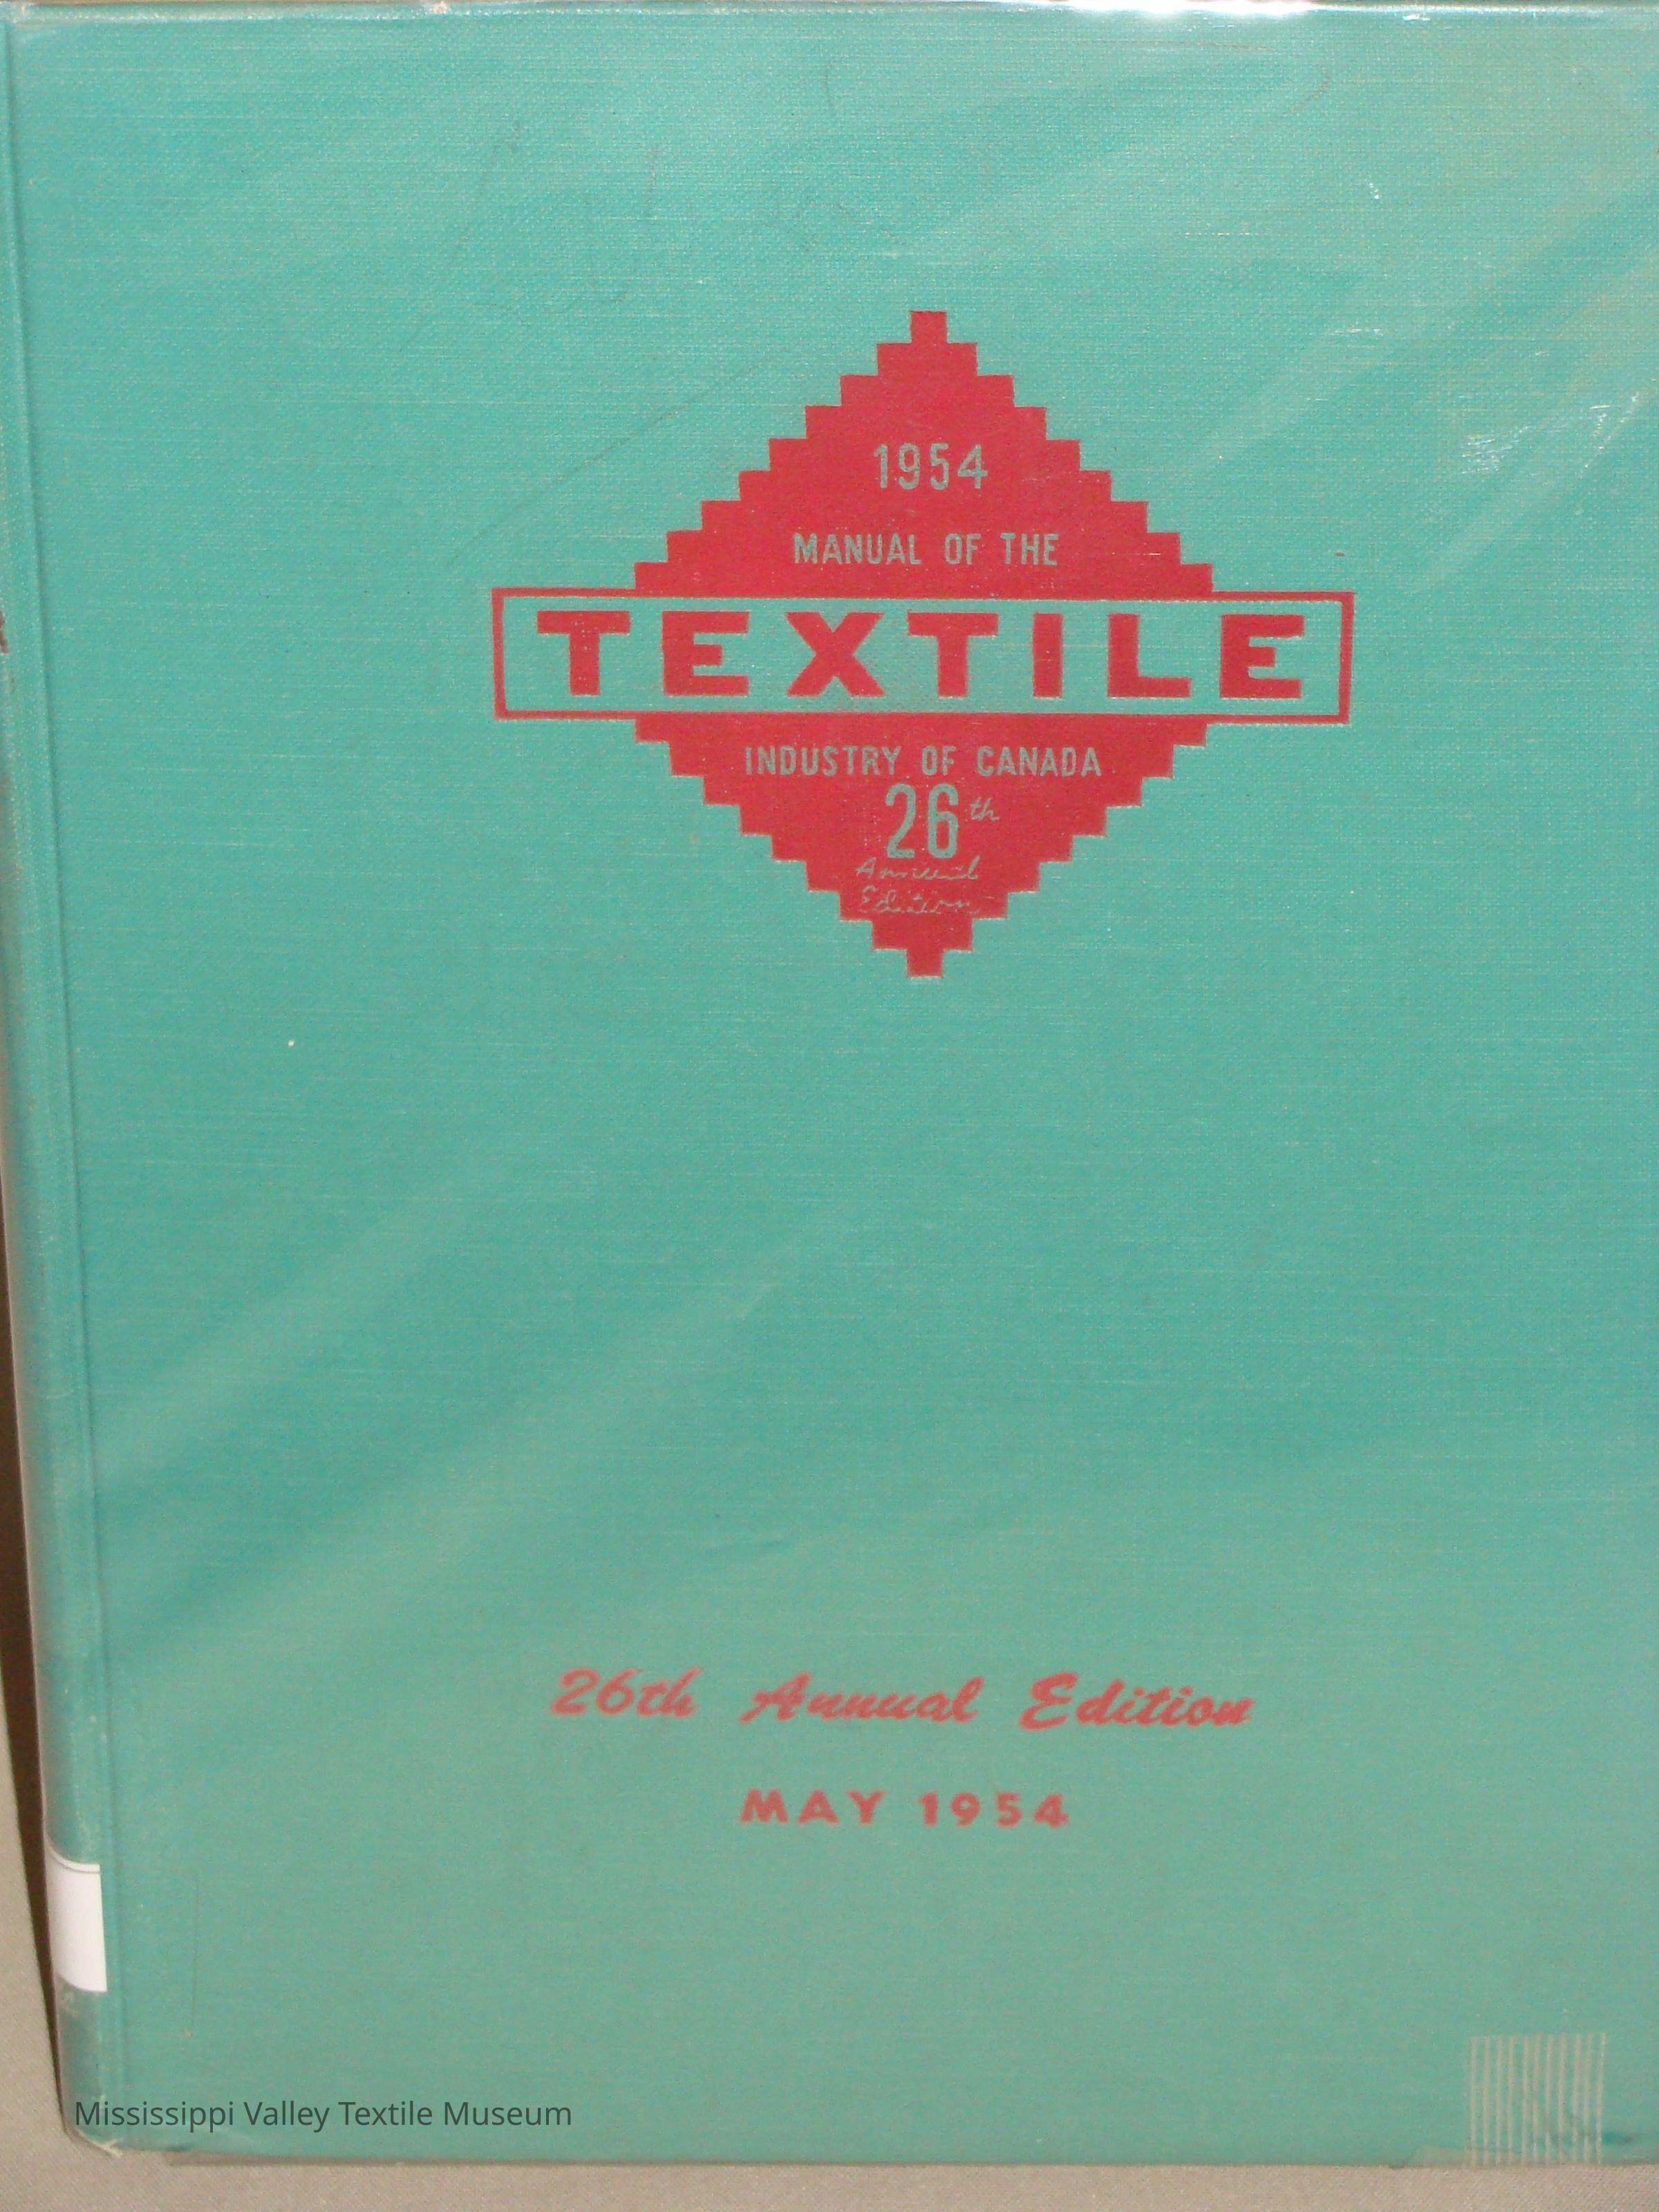 1954
MANUAL OF THE
TEXTILE
INDUSTRY OF CANADA
26th
Annual
Edition
26th Annual Edition
MAY 1954
Mississippi Valley Textile Museum